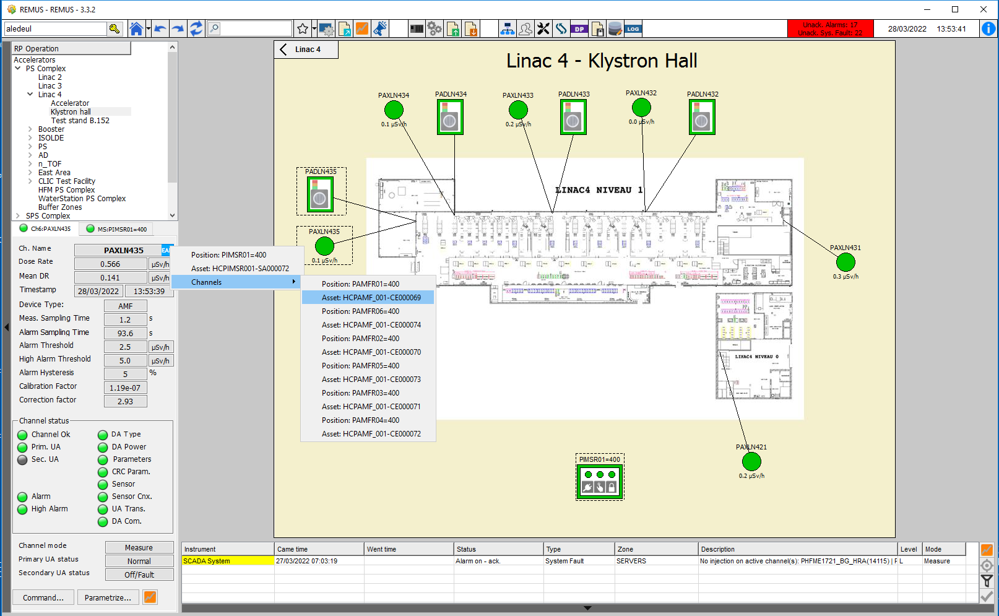 REMUS - REMUS - 3.3.2
aledeul
DP
LOG
Unack. Alarms: 17
Unack. Sys. Fault: 22
28/03/2022 13:53:41
RP Operation
Accelerators
PS Complex
Linac 2
Linac 3
Linac 4
Accelerator
Klystron hall
Test stand B.152
Booster
ISOLDE
PS
AD
n_TOF
East Area
CLIC Test Facility
HFM PS Complex
WaterStation PS Complex
Buffer Zones
SPS Complex
Ch6:PAXLN435
MS:PIMSR01=400
Ch. Name PAXLN435
Dose Rate 0.566 µSv/h
Mean DR 0.141 µSv/h
Timestamp 28/03/2022 13:53:39
Device Type: AMF
Meas. Sampling Time 1.2 s
Alarm Sampling Time 93.6 s
Alarm Threshold 2.5 µSv/h
High Alarm Threshold 5.0 µSv/h
Alarm Hysteresis 5 %
Calibration Factor 1.19e-07
Correction factor 2.93
Channel status
Channel Ok DA Type
Prim. UA DA Power
Sec. UA Parameters
CRC Param.
Sensor
Alarm Sensor Cnx.
High Alarm UA Trans.
DA Com.
Channel mode Measure
Primary UA status Normal
Secondary UA status Off/Fault
Command... Parametrize...
Position: PIMSR01=400
Asset: HCPIMSR001-SA000072
Channels
Position: PAMFR01=400
Asset: HCPAMF_001-CE000069
Position: PAMFR06=400
Asset: HCPAMF_001-CE000074
Position: PAMFR02=400
Asset: HCPAMF_001-CE000070
Position: PAMFR05=400
Asset: HCPAMF_001-CE000073
Position: PAMFR03=400
Asset: HCPAMF_001-CE000071
Position: PAMFR04=400
Asset: HCPAMF_001-CE000072
Linac 4
Linac 4 - Klystron Hall
PAXLN434
0.1 µSv/h
PADLN434
PAXLN433
0.2 µSv/h
PADLN433
PAXLN432
0.0 µSv/h
PADLN432
PADLN435
PAXLN435
0.1 µSv/h
LINAC4 NIVEAU 1
PAXLN431
0.3 µSv/h
LINAC4 NIVEAU 0
PAXLN421
0.2 µSv/h
PIMSR01=400
Instrument Came time Went time Status Type Zone Description Level Mode
SCADA System 27/03/2022 07:03:19 Alarm on - ack. System Fault SERVERS No injection on active channel(s): PHFME1721_BG_HRA(14115) | L Measure